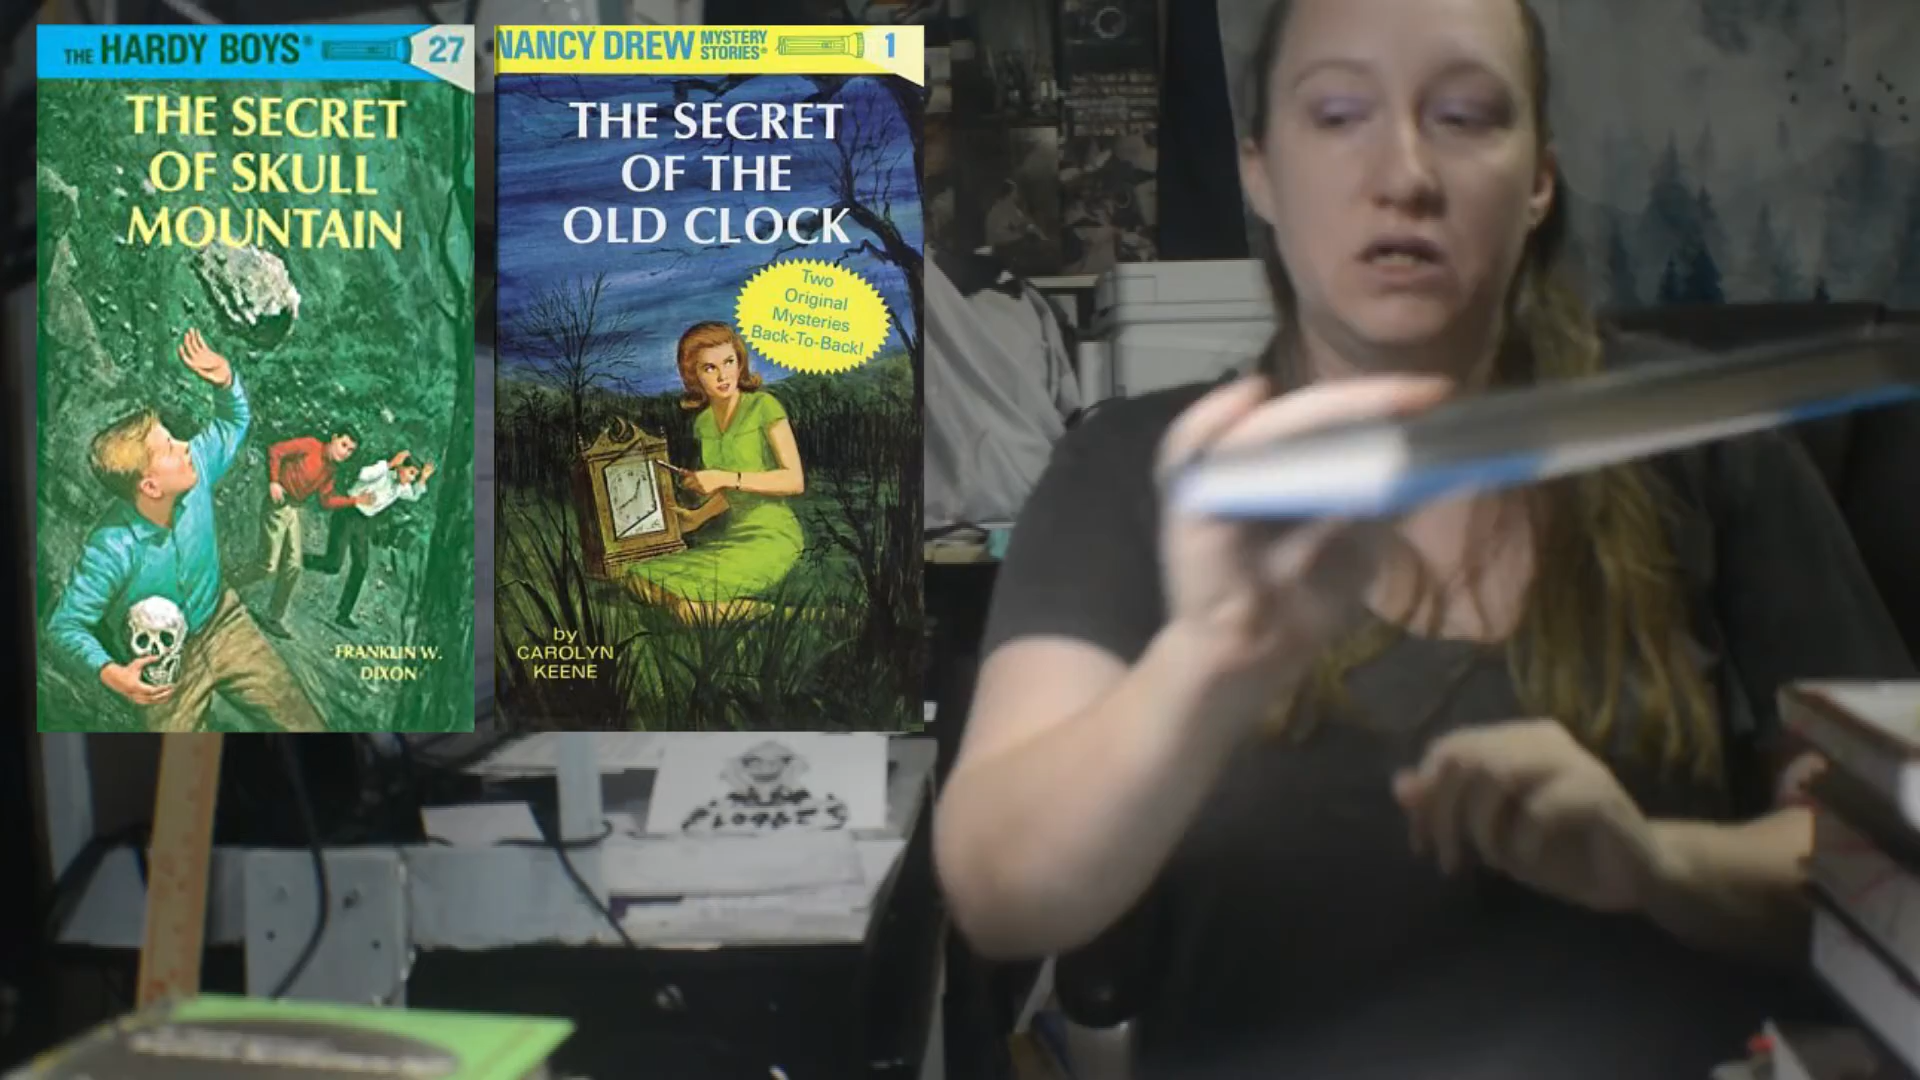 THE HARDY BOYS® 27
THE SECRET
OF SKULL
MOUNTAIN
FRANKLIN W.
DIXON
NANCY DREW MYSTERY STORIES® 1
THE SECRET
OF THE
OLD CLOCK
Two
Original
Mysteries
Back-To-Back!
by
CAROLYN
KEENE